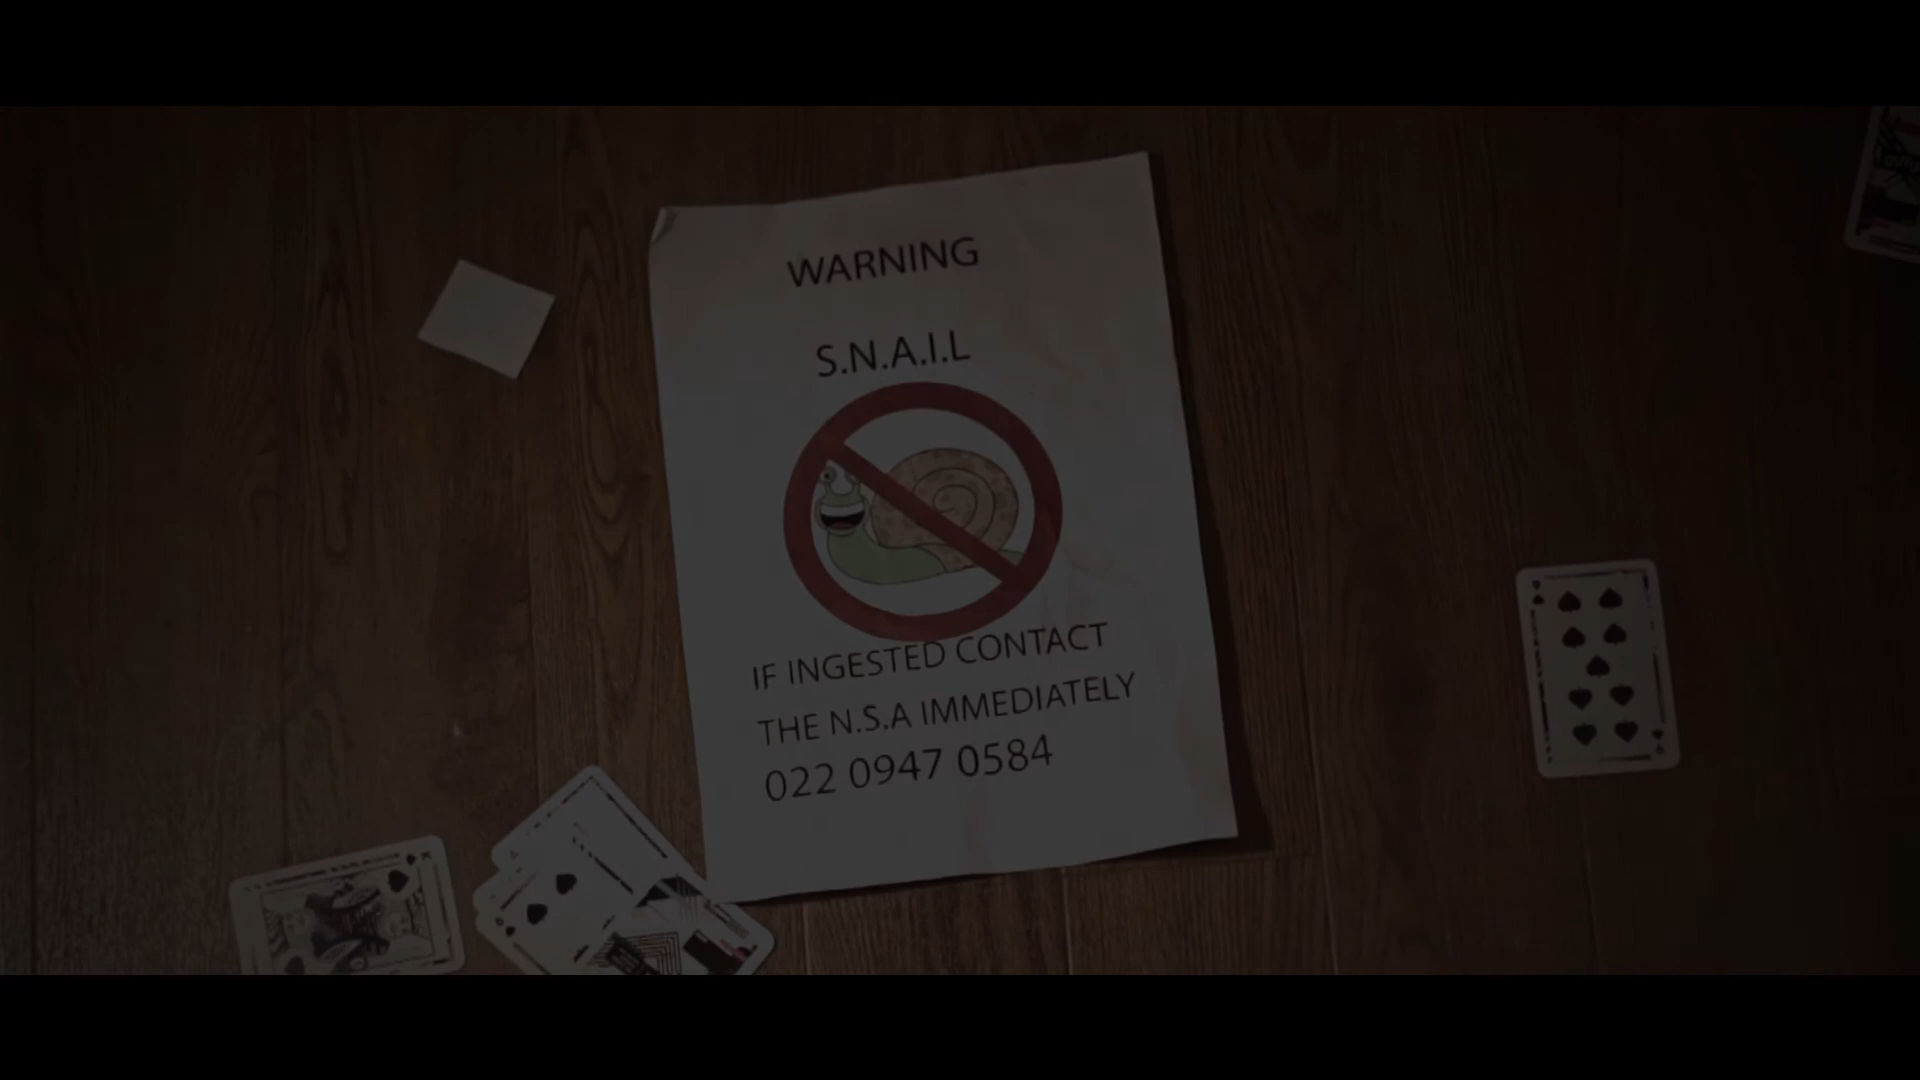 WARNING
S.N.A.I.L
IF INGESTED CONTACT
THE N.S.A IMMEDIATELY
022 0947 0584